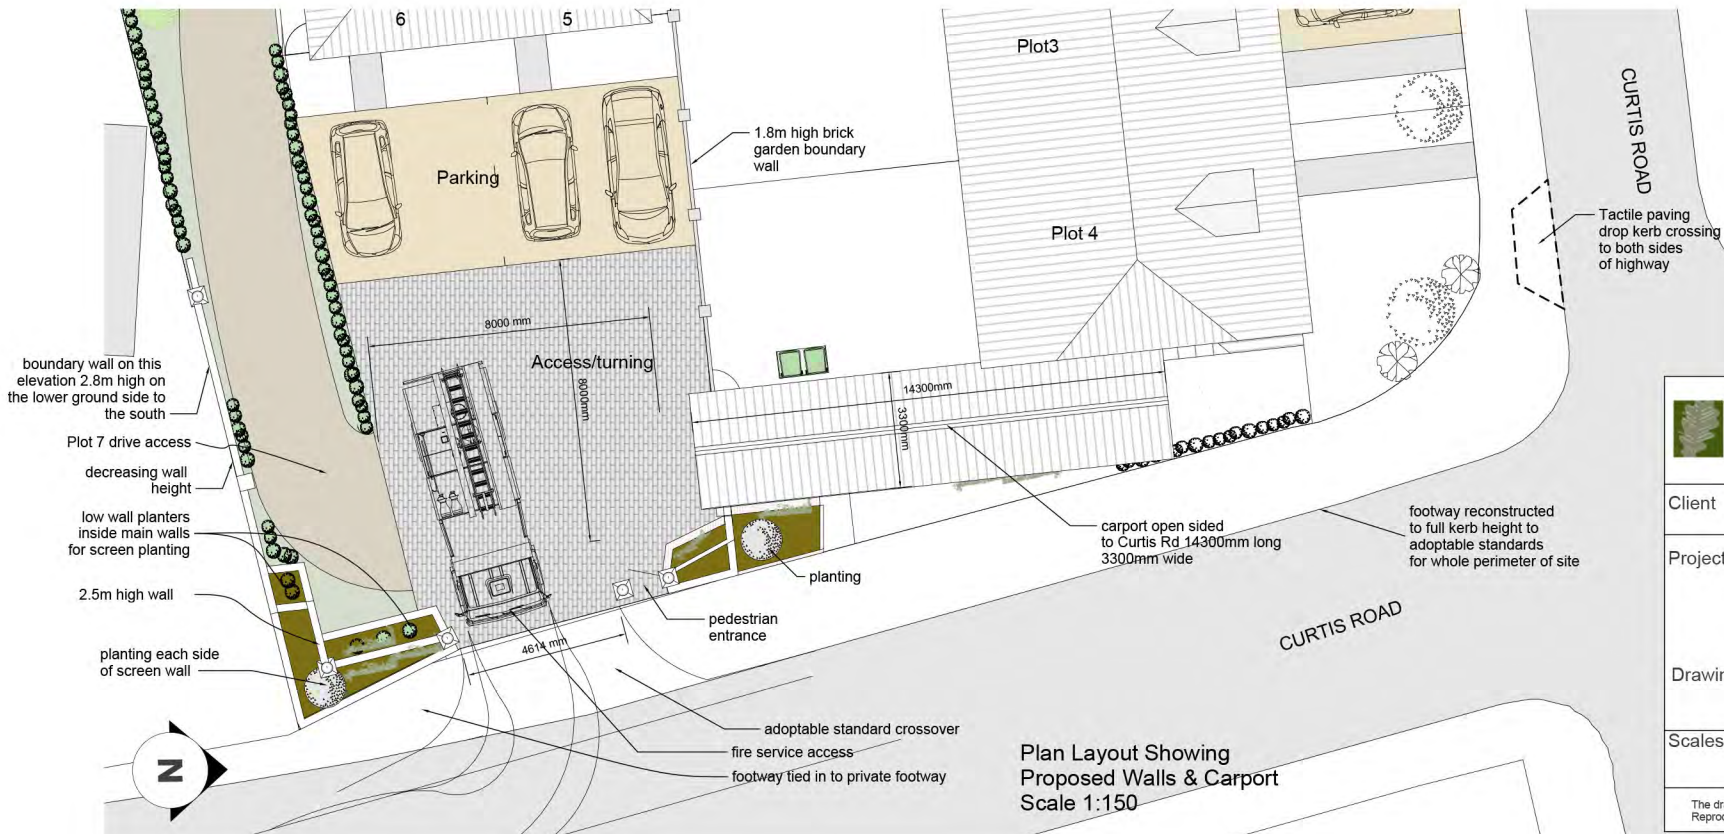 6
5
Plot3
CURTIS ROAD
1.8m high brick
garden boundary
wall
Parking
Plot 4
Tactile paving
drop kerb crossing
to both sides
of highway
8000 mm
Access/turning
8000mm
14300mm
3300mm
boundary wall on this
elevation 2.8m high on
the lower ground side to
the south
Plot 7 drive access
decreasing wall
height
low wall planters
inside main walls
for screen planting
2.5m high wall
planting each side
of screen wall
carport open sided
to Curtis Rd 14300mm long
3300mm wide
footway reconstructed
to full kerb height to
adoptable standards
for whole perimeter of site
planting
pedestrian
entrance
4614 mm
CURTIS ROAD
adoptable standard crossover
fire service access
footway tied in to private footway
N
Plan Layout Showing
Proposed Walls & Carport
Scale 1:150
Client
Project
Drawin
Scales
The dr
Reproc